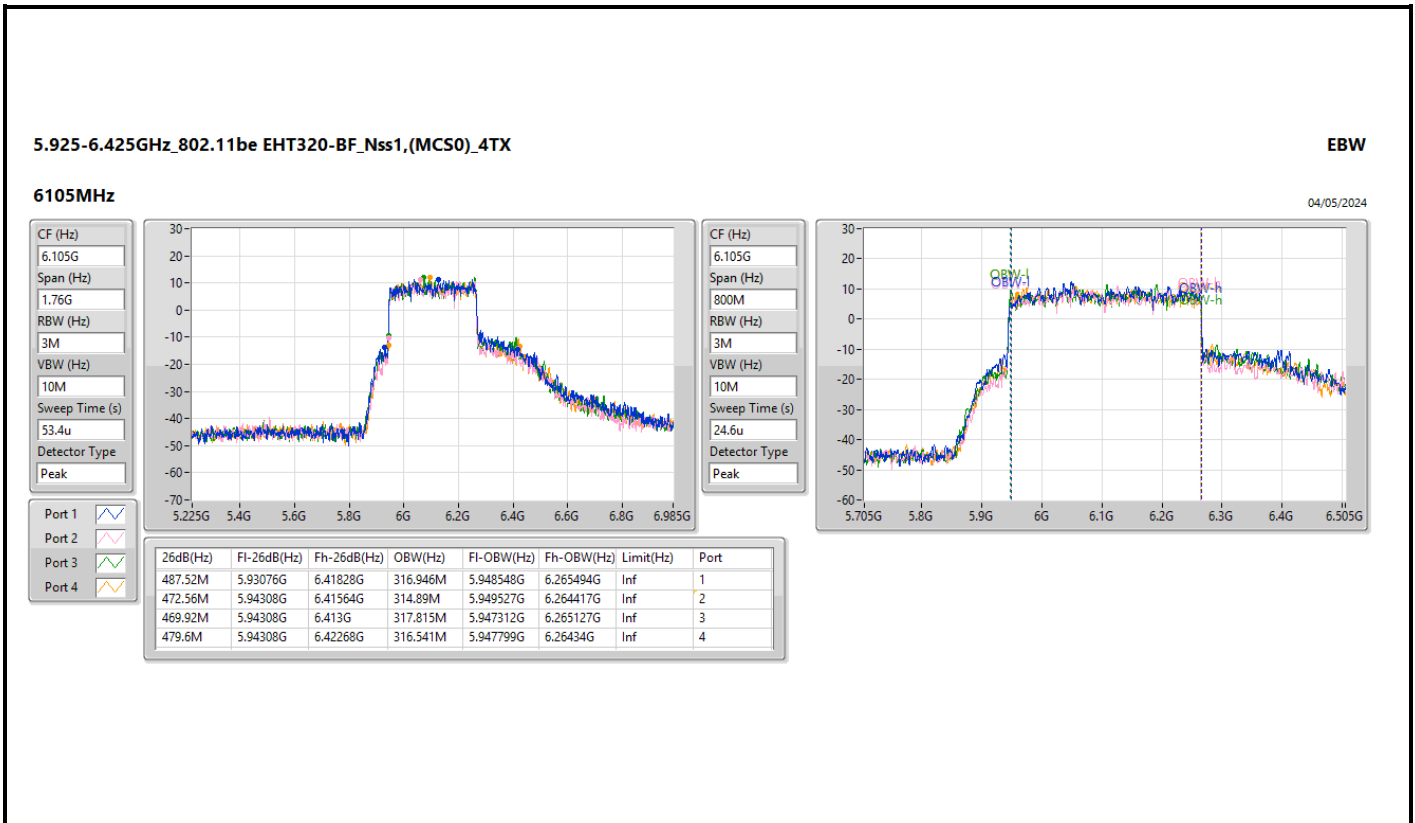 5.925-6.425GHz_802.11be EHT320-BF_Nss1,(MCS0)_4TX EBW
6105MHz
04/05/2024
CF (Hz)
6.105G
Span (Hz)
1.76G
RBW (Hz)
3M
VBW (Hz)
10M
Sweep Time (s)
53.4u
Detector Type
Peak
30
20
10
0
-10
-20
-30
-40
-50
-60
-70
5.225G 5.4G 5.6G 5.8G 6G 6.2G 6.4G 6.6G 6.8G 6.985G
CF (Hz)
6.105G
Span (Hz)
800M
RBW (Hz)
3M
VBW (Hz)
10M
Sweep Time (s)
24.6u
Detector Type
Peak
30
20
10
0
-10
-20
-30
-40
-50
-60
OBW-l
OBW-l
OBW-h
OBW-h
5.705G 5.8G 5.9G 6G 6.1G 6.2G 6.3G 6.4G 6.505G
Port 1
Port 2
Port 3
Port 4
26dB(Hz) Fl-26dB(Hz) Fh-26dB(Hz) OBW(Hz) Fl-OBW(Hz) Fh-OBW(Hz) Limit(Hz) Port
487.52M 5.93076G 6.41828G 316.946M 5.948548G 6.265494G Inf 1
472.56M 5.94308G 6.41564G 314.89M 5.949527G 6.264417G Inf 2
469.92M 5.94308G 6.413G 317.815M 5.947312G 6.265127G Inf 3
479.6M 5.94308G 6.42268G 316.541M 5.947799G 6.26434G Inf 4